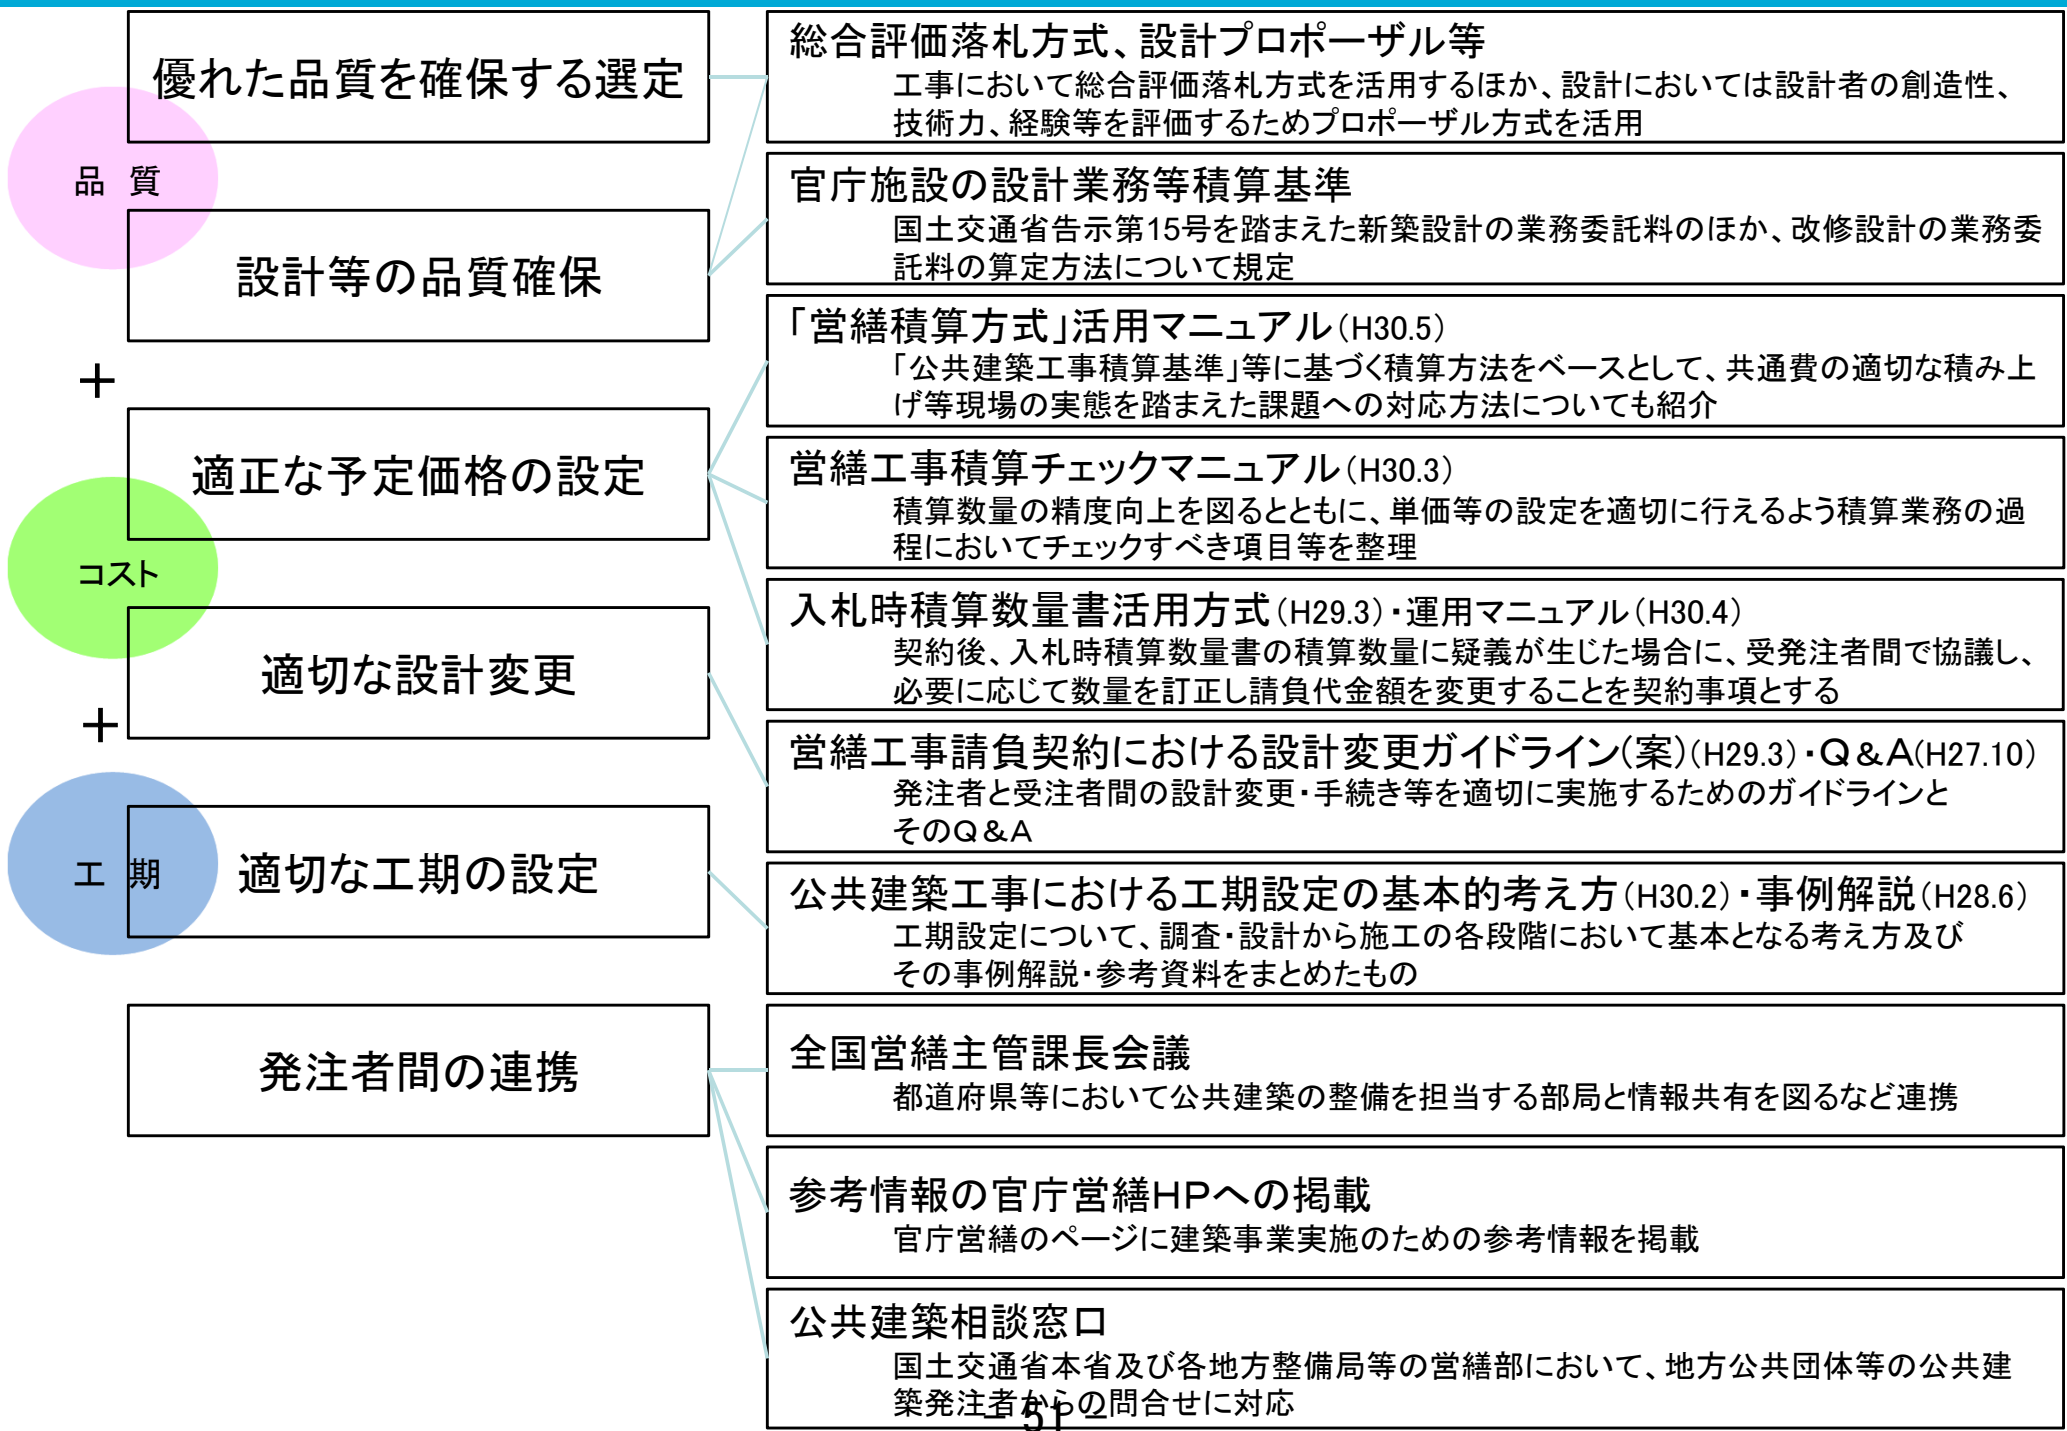 優れた品質を確保する選定
品 質
設計等の品質確保
＋
適正な予定価格の設定
コスト
適切な設計変更
＋
工 期
適切な工期の設定
発注者間の連携
総合評価落札方式、設計プロポーザル等
工事において総合評価落札方式を活用するほか、設計においては設計者の創造性、
技術力、経験等を評価するためプロポーザル方式を活用
官庁施設の設計業務等積算基準
国土交通省告示第15号を踏まえた新築設計の業務委託料のほか、改修設計の業務委
託料の算定方法について規定
「営繕積算方式」活用マニュアル（H30.5）
「公共建築工事積算基準」等に基づく積算方法をベースとして、共通費の適切な積み上
げ等現場の実態を踏まえた課題への対応方法についても紹介
営繕工事積算チェックマニュアル（H30.3）
積算数量の精度向上を図るとともに、単価等の設定を適切に行えるよう積算業務の過
程においてチェックすべき項目等を整理
入札時積算数量書活用方式（H29.3）・運用マニュアル（H30.4）
契約後、入札時積算数量書の積算数量に疑義が生じた場合に、受発注者間で協議し、
必要に応じて数量を訂正し請負代金額を変更することを契約事項とする
営繕工事請負契約における設計変更ガイドライン(案)（H29.3）・Ｑ＆Ａ(H27.10)
発注者と受注者間の設計変更・手続き等を適切に実施するためのガイドラインと
そのＱ＆Ａ
公共建築工事における工期設定の基本的考え方（H30.2）・事例解説（H28.6）
工期設定について、調査・設計から施工の各段階において基本となる考え方及び
その事例解説・参考資料をまとめたもの
全国営繕主管課長会議
都道府県等において公共建築の整備を担当する部局と情報共有を図るなど連携
参考情報の官庁営繕ＨＰへの掲載
官庁営繕のページに建築事業実施のための参考情報を掲載
公共建築相談窓口
国土交通省本省及び各地方整備局等の営繕部において、地方公共団体等の公共建
築発注者からの問合せに対応
－ 51 －